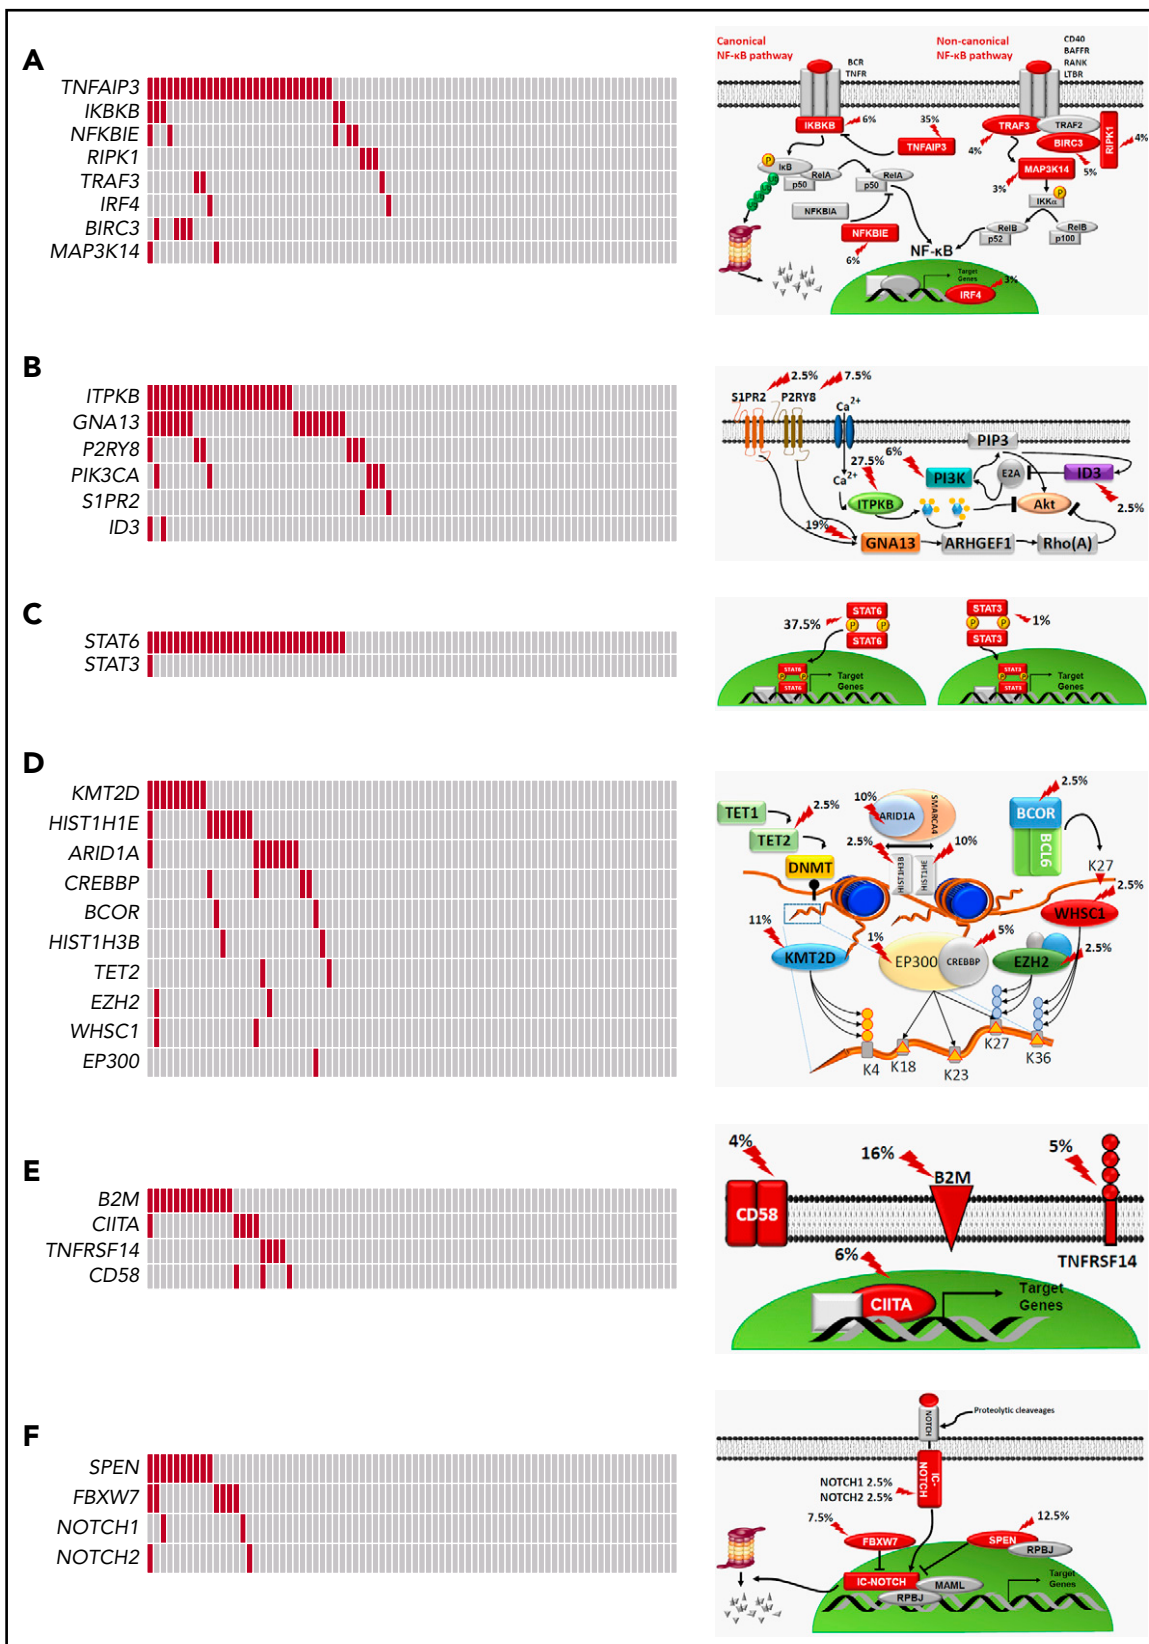 A
TNFAIP3
IKBKB
NFKBIE
RIPK1
TRAF3
IRF4
BIRC3
MAP3K14
Canonical
NF-κB pathway
BCR
TNFR
Non-canonical
NF-κB pathway
CD40
BAFFR
RANK
LTBR
IKBKB
6%
35%
TNFAIP3
TRAF3
TRAF2
BIRC3
RIPK1
4%
4%
5%
MAP3K14
3%
P
IκB
p50
RelA
RelA
p50
NFKBIA
NFKBIE
6%
IKKα
P
RelB
p52
RelB
p100
NF-κB
Target
Genes
IRF4
3%
B
ITPKB
GNA13
P2RY8
PIK3CA
S1PR2
ID3
2.5%
7.5%
S1PR2
P2RY8
Ca2+
PIP3
27.5%
6%
Ca2+
PI3K
E2A
ID3
2.5%
ITPKB
Akt
19%
GNA13
ARHGEF1
Rho(A)
C
STAT6
STAT3
37.5%
STAT6
P
P
STAT6
STAT3
P
P
STAT3
1%
STAT6
P
P
STAT6
Target
Genes
STAT3
P
P
STAT3
Target
Genes
D
KMT2D
HIST1H1E
ARID1A
CREBBP
BCOR
HIST1H3B
TET2
EZH2
WHSC1
EP300
TET1
TET2
2.5%
DNMT
10%
ARID1A
SMARCA4
2.5%
HIST1H3B
HIST1HE
10%
2.5%
BCOR
BCL6
K27
2.5%
WHSC1
11%
KMT2D
1%
EP300
CREBBP
5%
EZH2
2.5%
K4
K18
K23
K27
K36
E
B2M
CIITA
TNFRSF14
CD58
4%
CD58
16%
B2M
5%
TNFRSF14
6%
CIITA
Target
Genes
F
SPEN
FBXW7
NOTCH1
NOTCH2
NOTCH
Proteolytic cleaveages
IC-
NOTCH
NOTCH1 2.5%
NOTCH2 2.5%
7.5%
FBXW7
12.5%
SPEN
RPBJ
IC-NOTCH
MAML
RPBJ
Target
Genes